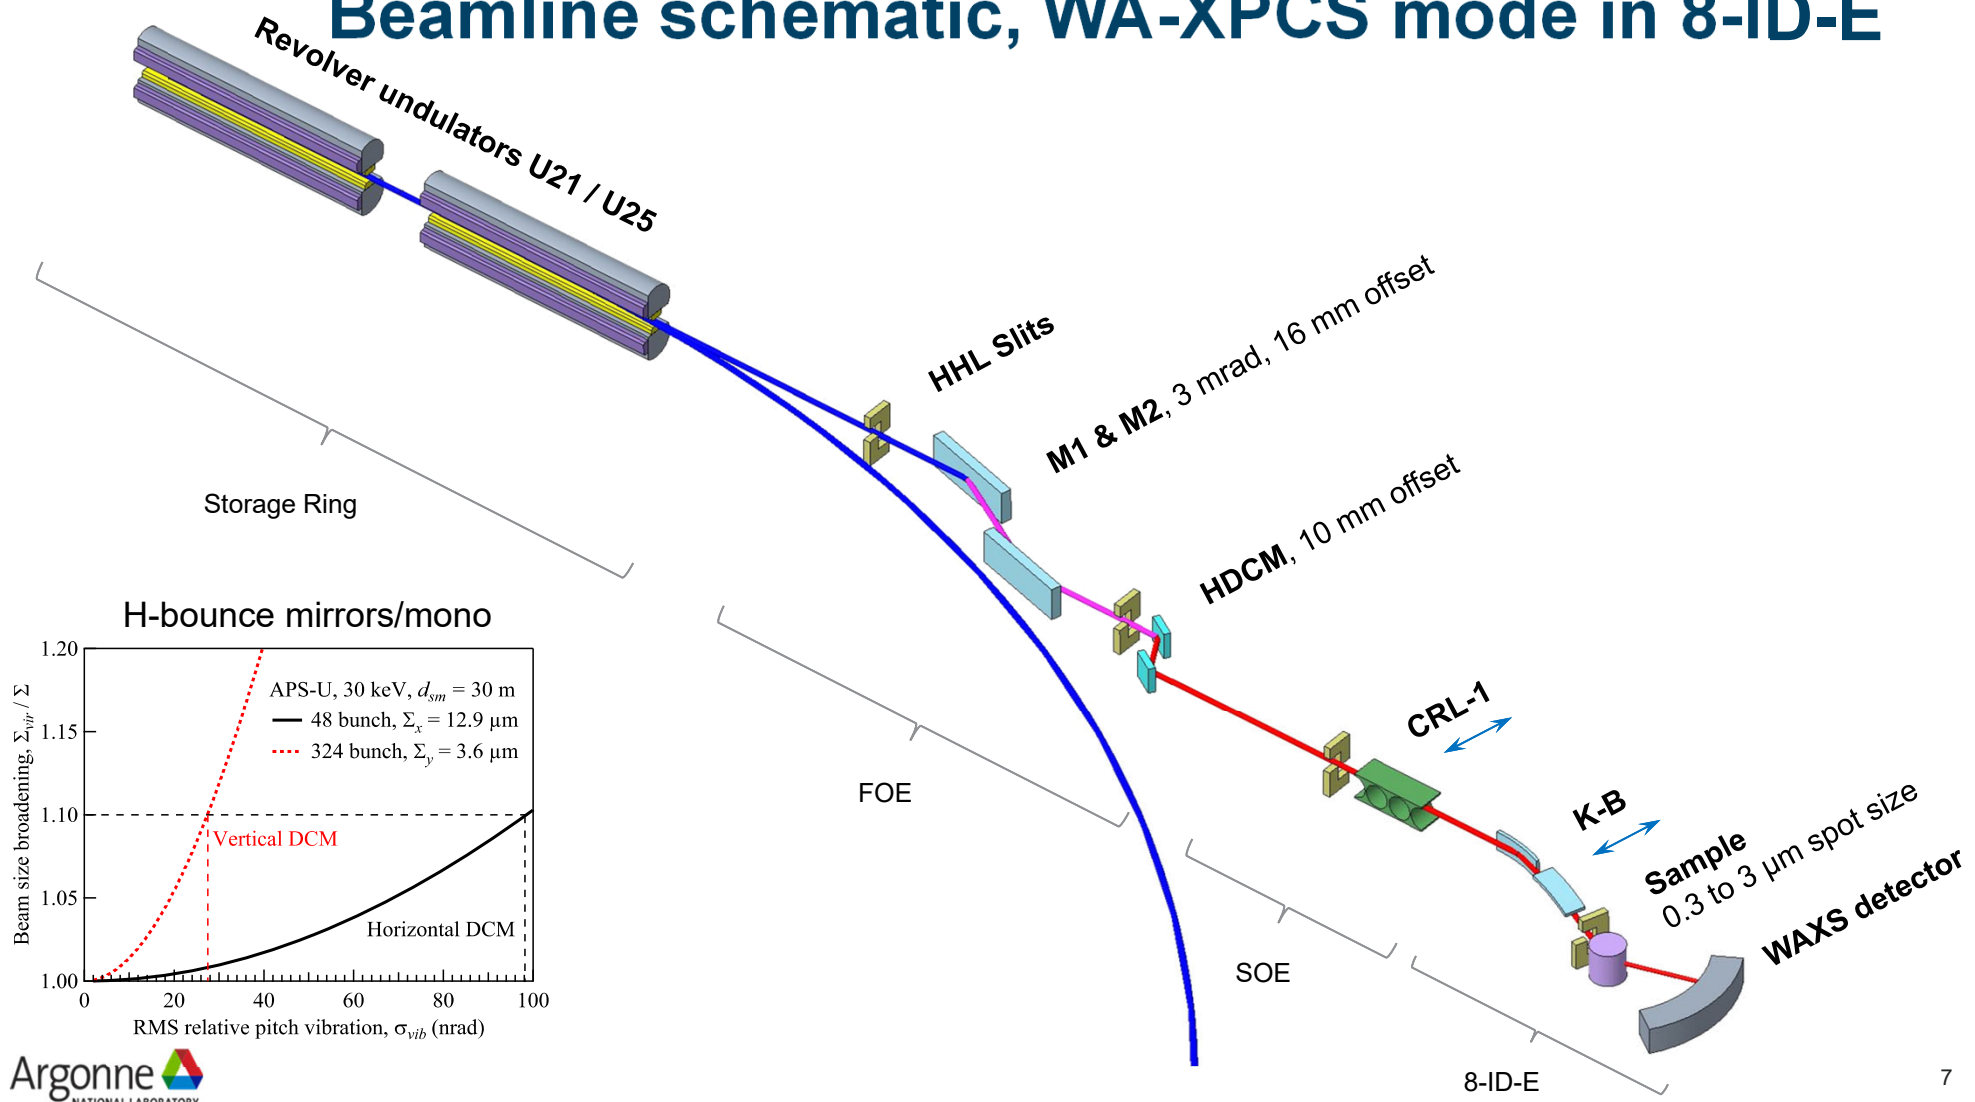 Beamline schematic, WA-XPCS mode in 8-ID-E
Revolver undulators U21 / U25
HHL Slits
M1 & M2, 3 mrad, 16 mm offset
HDCM, 10 mm offset
Storage Ring
CRL-1
K-B
Sample
0.3 to 3 μm spot size
WAXS detector
FOE
SOE
8-ID-E
H-bounce mirrors/mono
1.20
1.15
1.10
1.05
1.00
Beam size broadening, Σvir / Σ
APS-U, 30 keV, dsm = 30 m
48 bunch, Σx = 12.9 μm
324 bunch, Σy = 3.6 μm
Vertical DCM
Horizontal DCM
0 20 40 60 80 100
RMS relative pitch vibration, σvib (nrad)
Argonne
NATIONAL LABORATORY
7